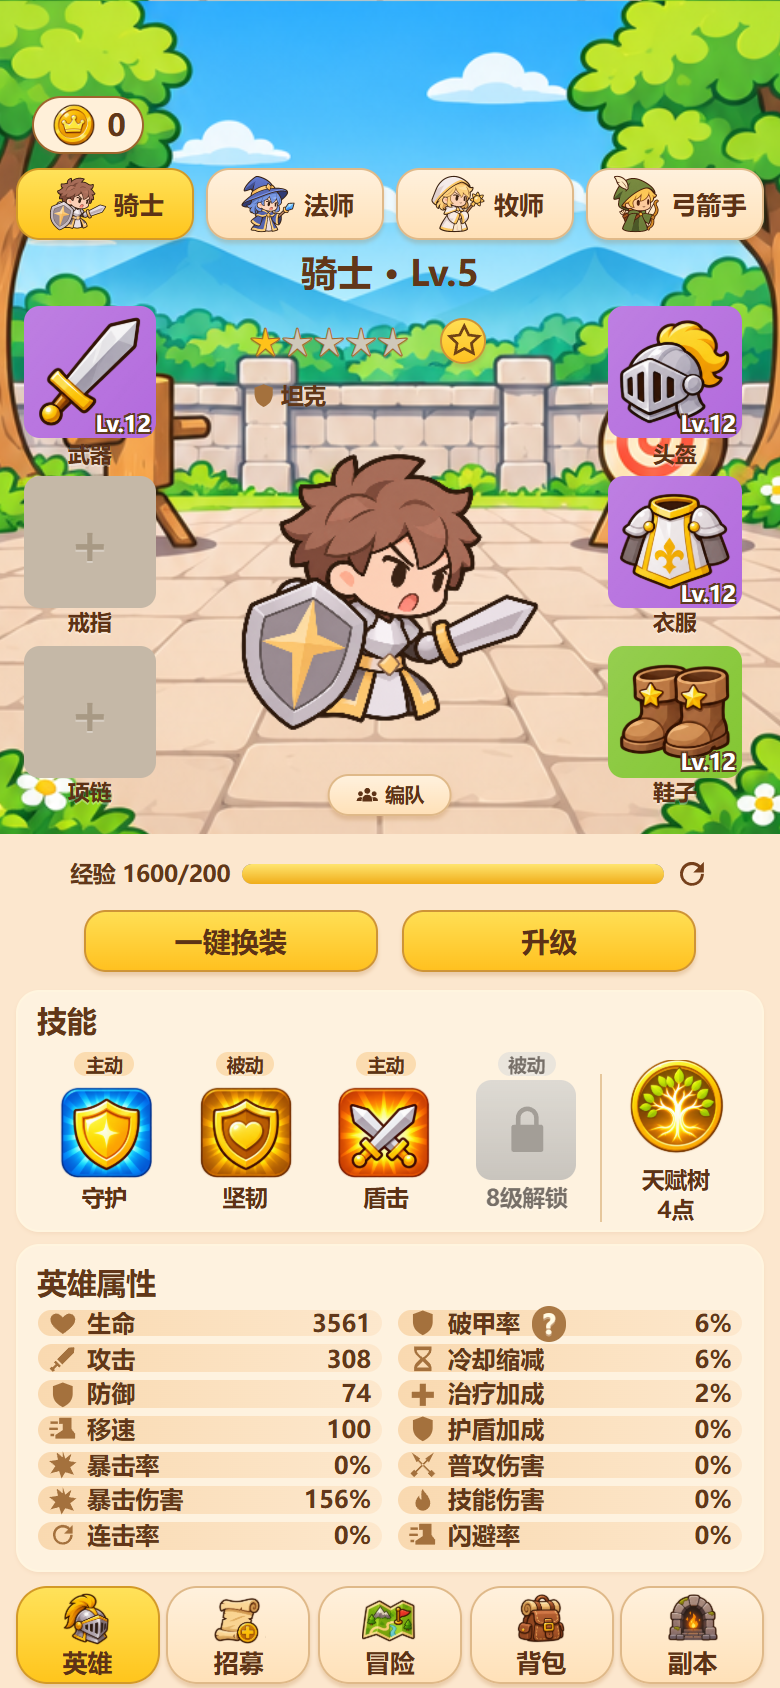 0
骑士
法师
牧师
弓箭手
骑士·Lv.5
坦克
Lv.12
武器
Lv.12
头盔
+
戒指
Lv.12
衣服
+
项链
Lv.12
鞋子
编队
经验 1600/200
一键换装
升级
技能
主动
被动
主动
被动
守护
坚韧
盾击
8级解锁
天赋树
4点
英雄属性
生命 3561
破甲率 ? 6%
攻击 308
冷却缩减 6%
防御 74
治疗加成 2%
移速 100
护盾加成 0%
暴击率 0%
普攻伤害 0%
暴击伤害 156%
技能伤害 0%
连击率 0%
闪避率 0%
英雄
招募
冒险
背包
副本